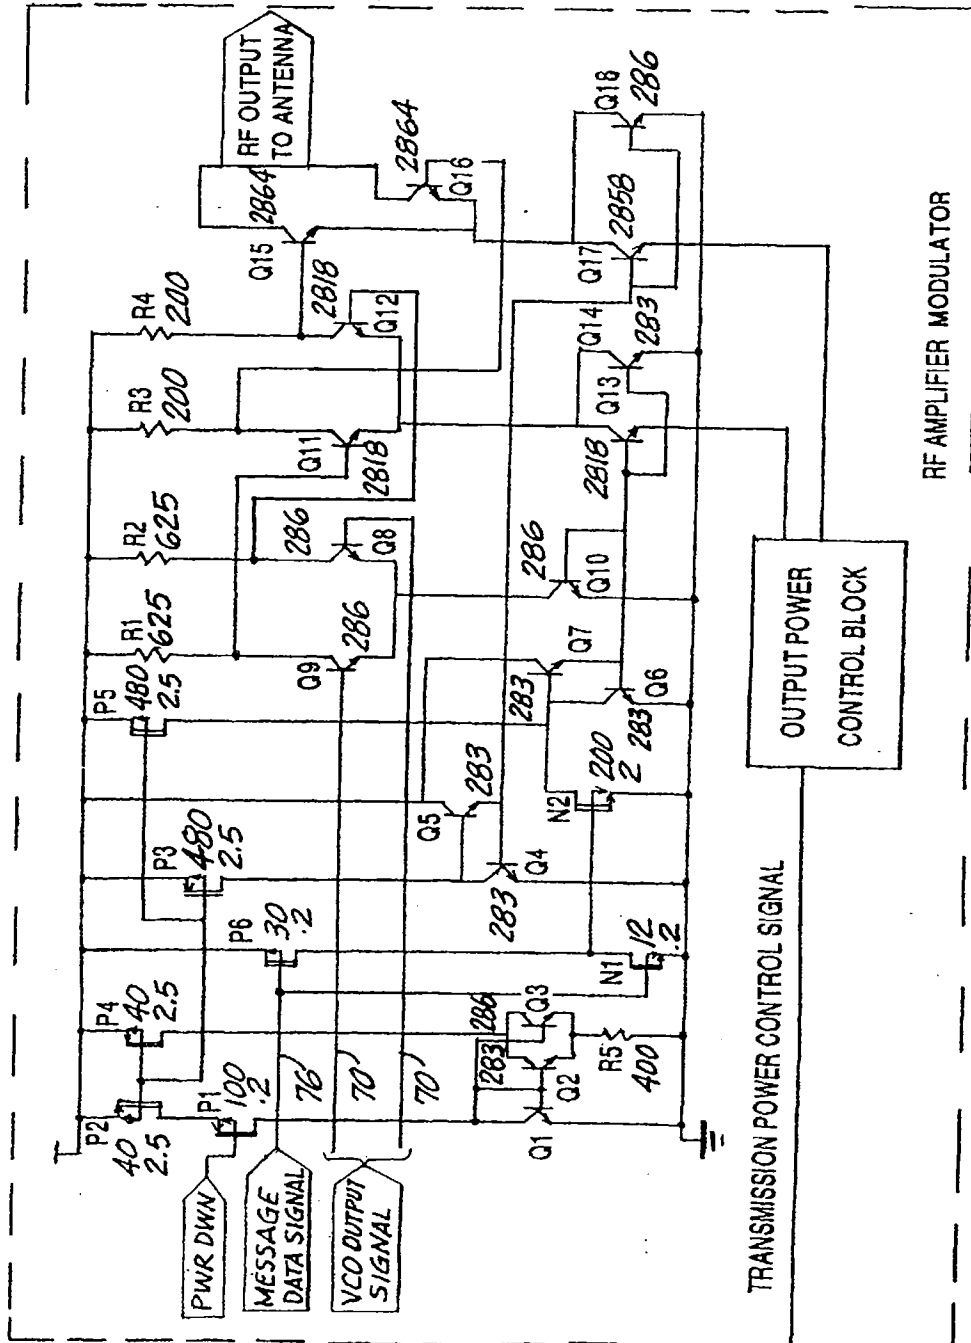 PWR DWN
MESSAGE
DATA SIGNAL
VCO OUTPUT
SIGNAL
76
70'
70'
P2
40
2.5
P1
100
.2
P4
40
2.5
P6
30
.2
P3
480
2.5
P5
480
2.5
R1
625
R2
625
R3
200
R4
200
RF OUTPUT
TO ANTENNA
Q9
286
286
Q8
Q11
2818
2818
Q12
Q15
2864
2864
Q16
Q1
283
Q2
286
Q3
R5
400
N1
12
.2
283
Q4
Q5
283
N2
200
2
283
Q7
283
Q6
286
Q10
2818
Q13
Q14
283
Q17
2858
Q18
286
TRANSMISSION POWER CONTROL SIGNAL
OUTPUT POWER
CONTROL BLOCK
RF AMPLIFIER MODULATOR